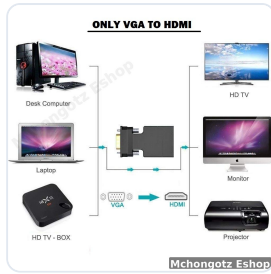 ONLY VGA TO HDMI
Desk Computer
HD TV
Mchongotz Eshop
Laptop
Monitor
VGA
HDMI
HD TV - BOX
Projector
Mchongotz Eshop